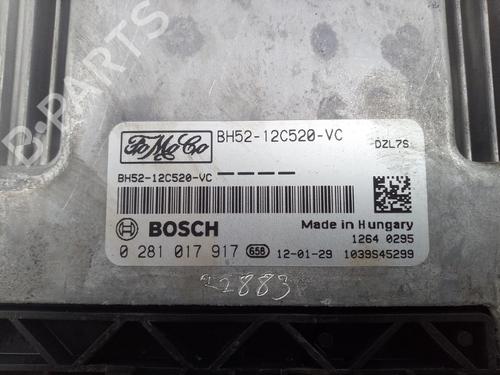 B-PARTS
FoMoCo
BH52-12C520-VC
DZL7S
BH52-12C520-VC
BOSCH
Made in Hungary
1264 0295
0 281 017 917 658 12-01-29 1039S45299
22883